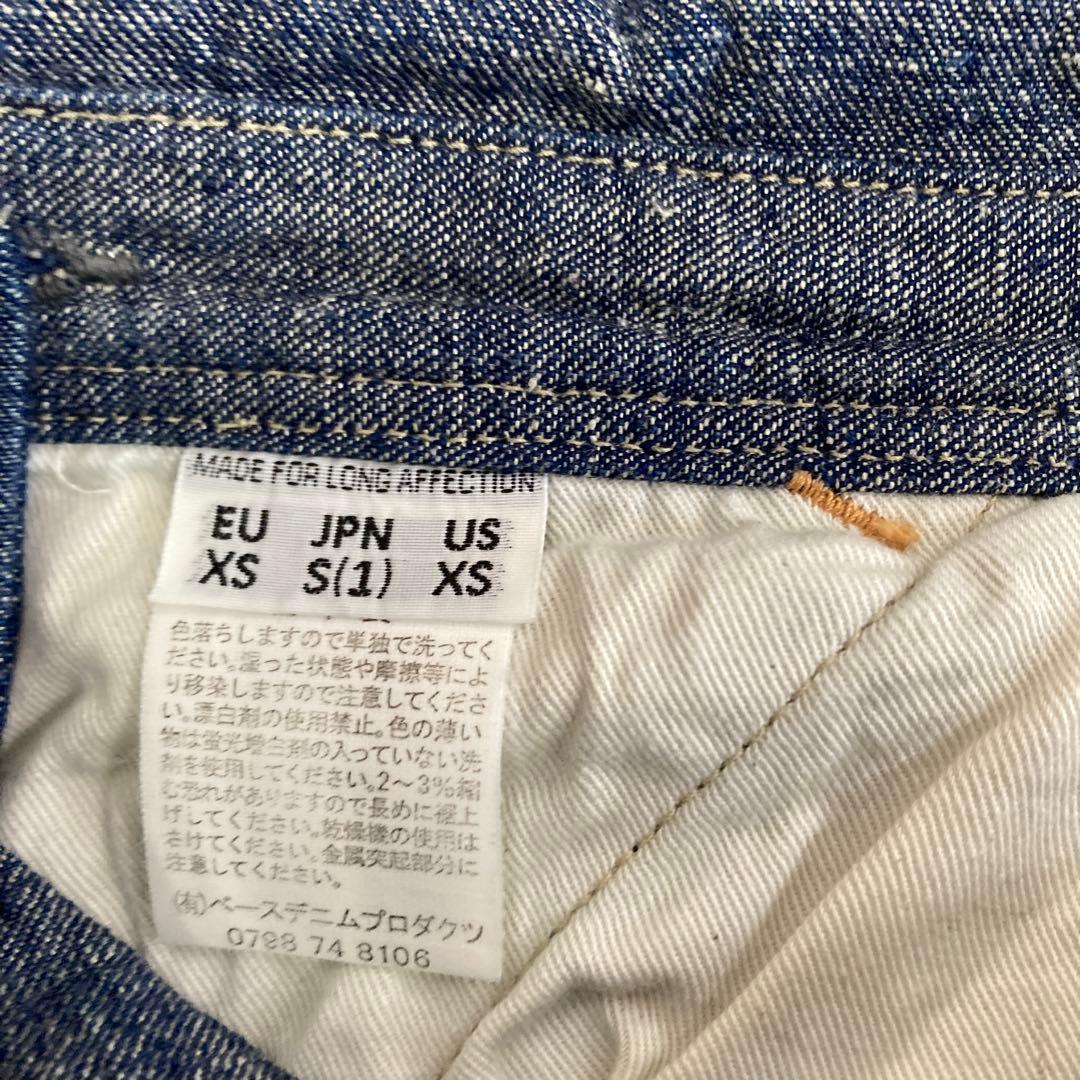 MADE FOR LONG AFFECTION
EU JPN US
XS S(1) XS
色落ちしますので単独で洗ってく
ださい。湿った状態や摩擦等によ
り移染しますので注意してくださ
い。漂白剤の使用禁止。色の薄い
物は蛍光増白剤の入っていない洗
剤を使用してください。2〜3%縮
む恐れがありますので長めに裾上
げしてください。乾燥機の使用は
さけてください。金属突起部分に
注意してください。
(有)ベースデニムプロダクツ
0798 74 8106